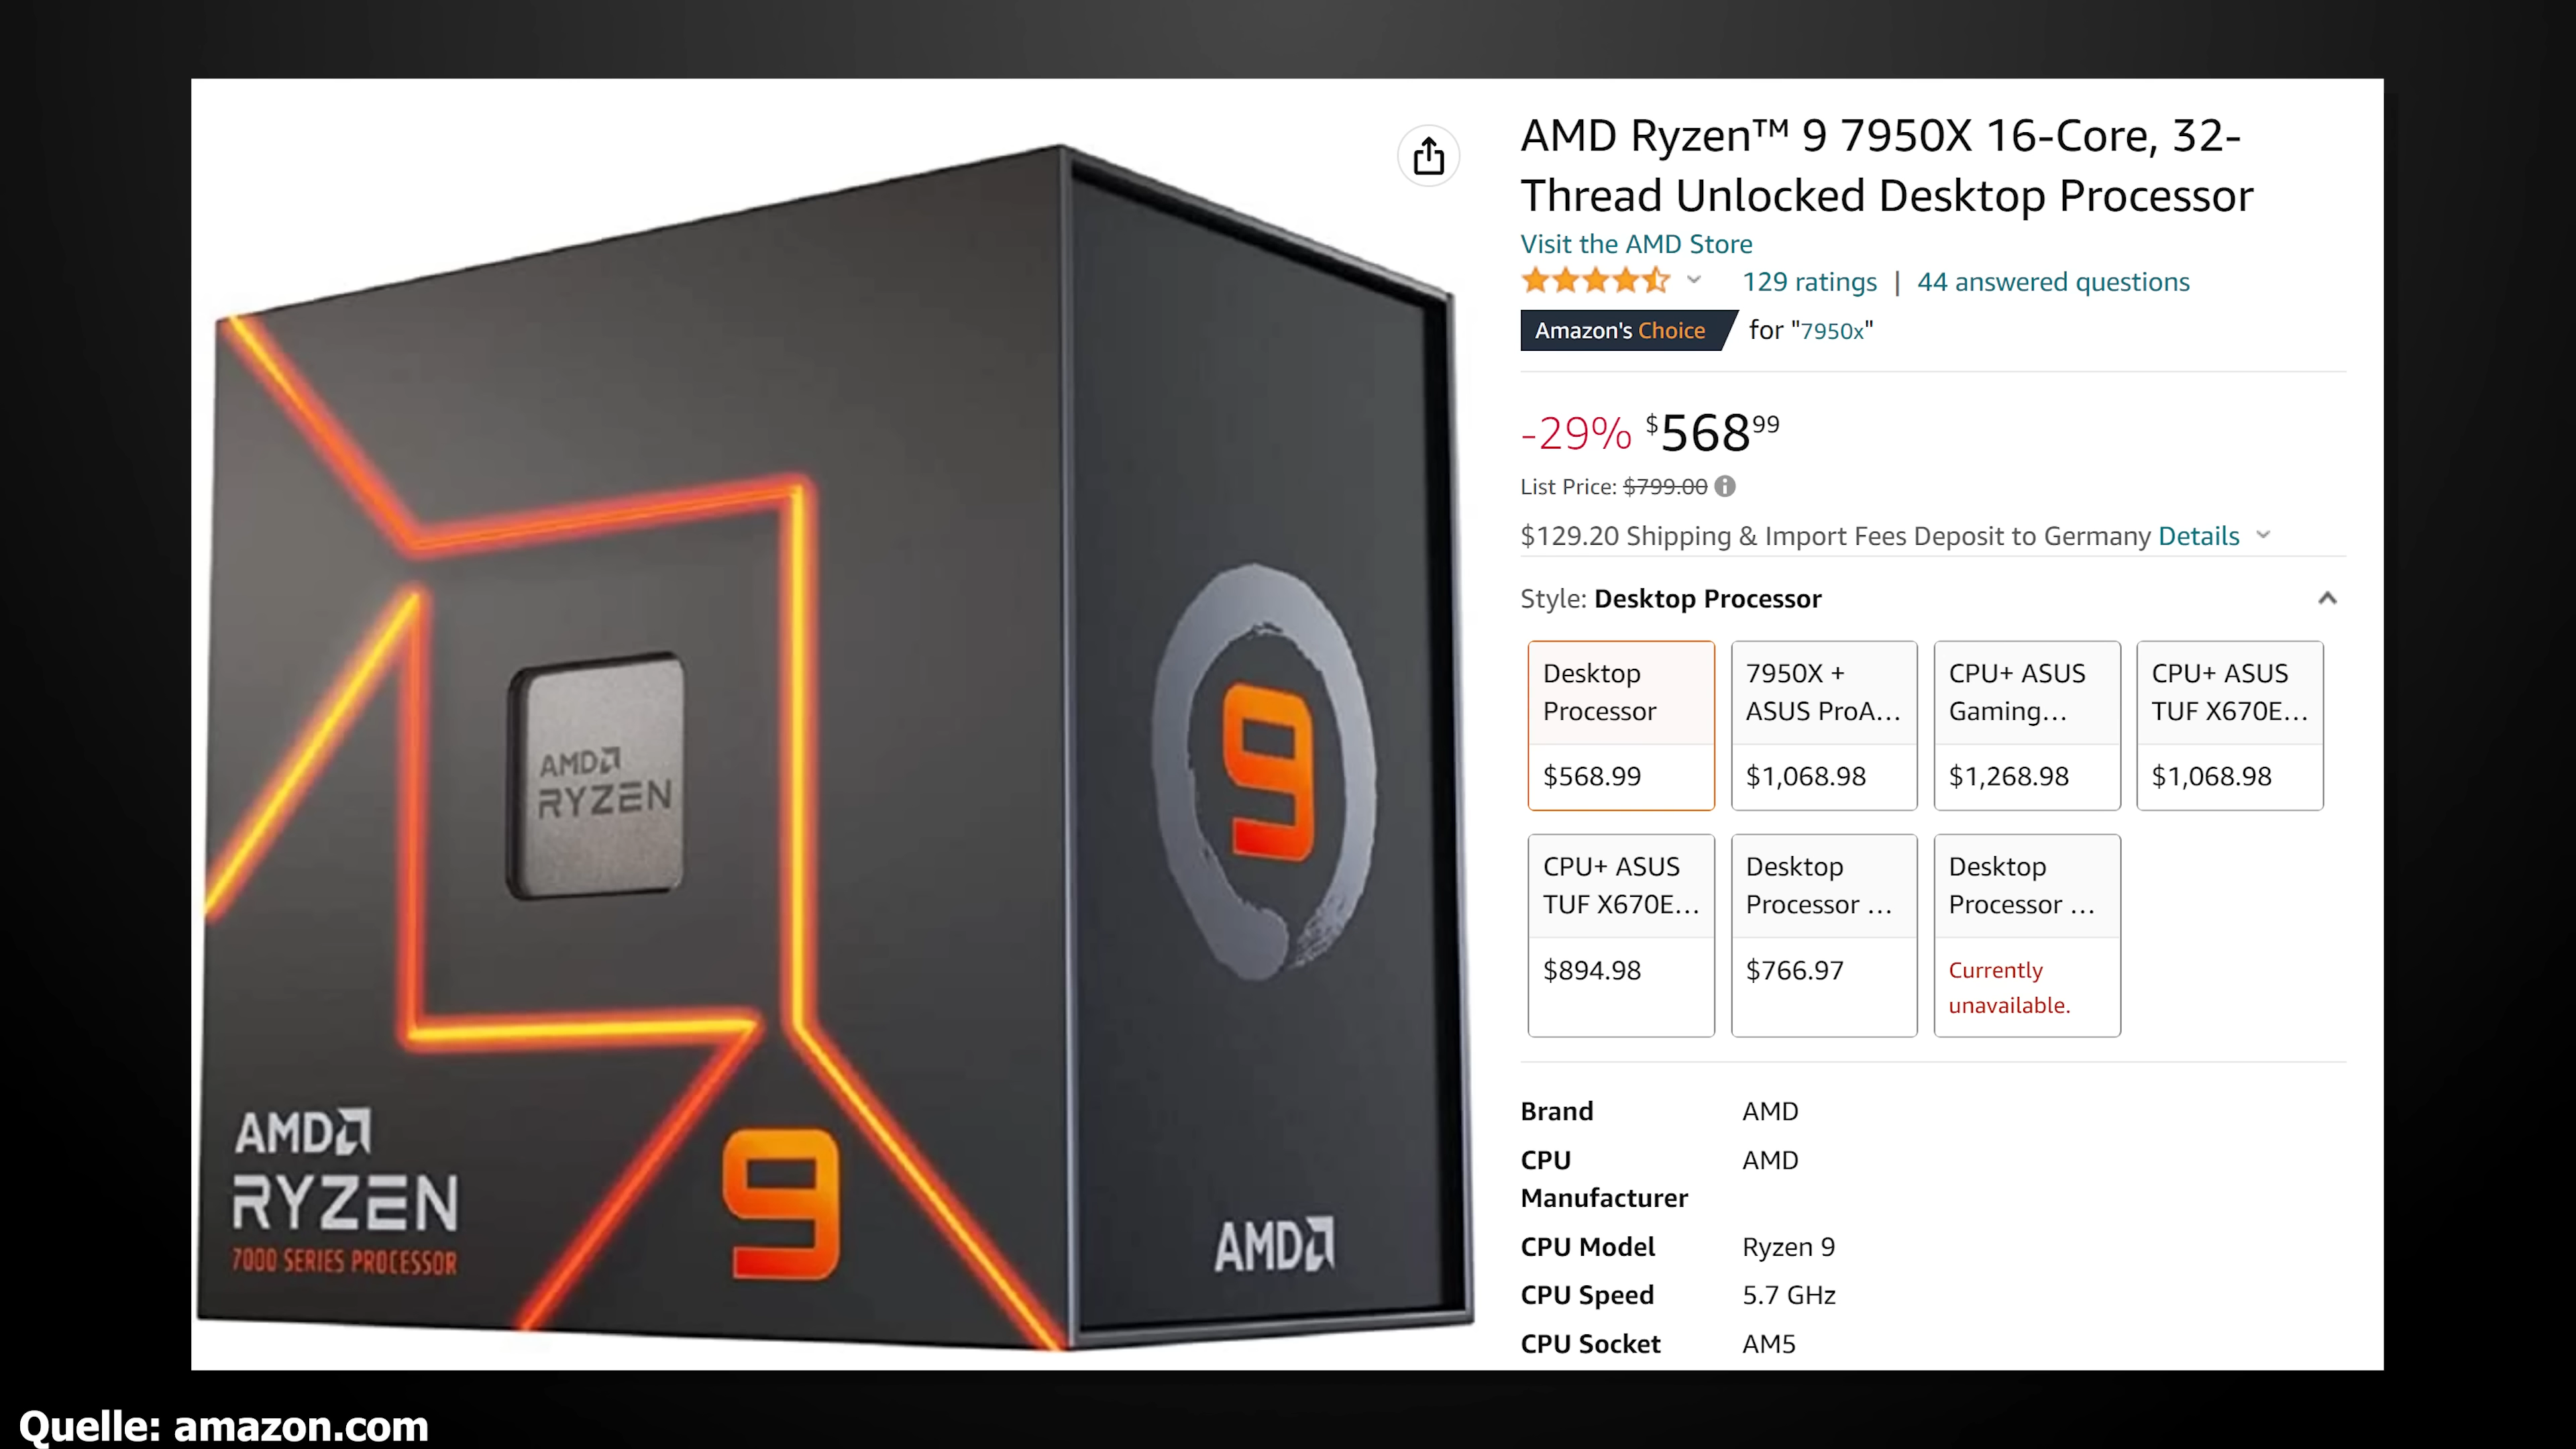 AMD Ryzen™ 9 7950X 16-Core, 32-
Thread Unlocked Desktop Processor
Visit the AMD Store
129 ratings | 44 answered questions
Amazon's Choice for "7950x"
-29% $568 99
List Price: $799.00
$129.20 Shipping & Import Fees Deposit to Germany Details
Style: Desktop Processor
Desktop
Processor
$568.99
7950X +
ASUS ProA...
$1,068.98
CPU+ ASUS
Gaming...
$1,268.98
CPU+ ASUS
TUF X670E...
$1,068.98
CPU+ ASUS
TUF X670E...
$894.98
Desktop
Processor ...
$766.97
Desktop
Processor ...
Currently
unavailable.
Brand AMD
CPU AMD
Manufacturer
CPU Model Ryzen 9
CPU Speed 5.7 GHz
CPU Socket AM5
AMD
RYZEN
AMD
RYZEN
7000 SERIES PROCESSOR
9
9
AMD
Quelle: amazon.com